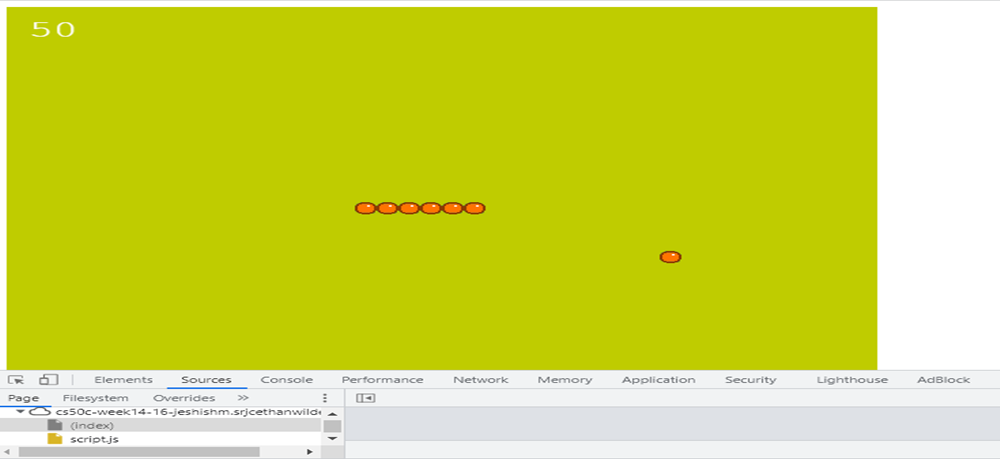 50
Elements Sources Console Performance Network Memory Application Security Lighthouse AdBlock
Page Filesystem Overrides »
cs50c-week14-16-jeshishm.srjcethanwilde
(index)
script.js